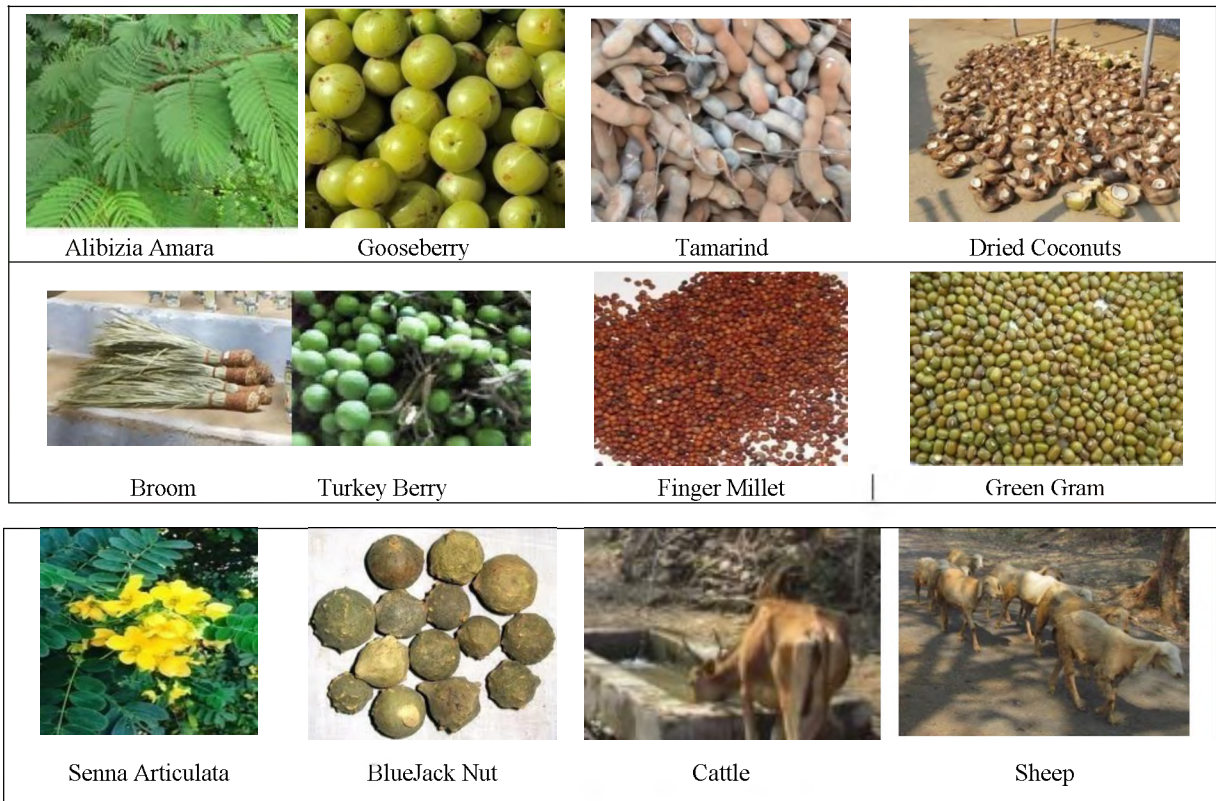 Alibizia Amara Gooseberry Tamarind Dried Coconuts
Broom Turkey Berry Finger Millet Green Gram
Senna Articulata BlueJack Nut Cattle Sheep